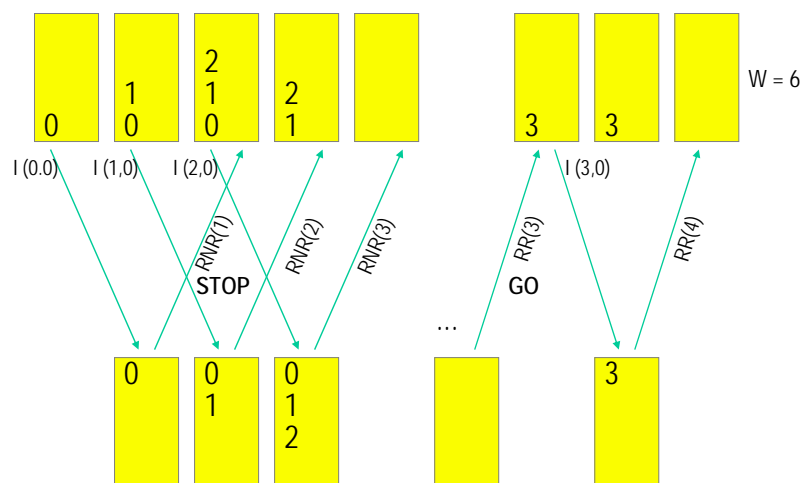 2
1 1 2
0 0 0 1 3 3
W = 6
I (0.0) I (1,0) I (2,0) I (3,0)
RNR(1) RNR(2) RNR(3) RR(3) RR(4)
STOP GO
...
0 0 0 3
1 1
2